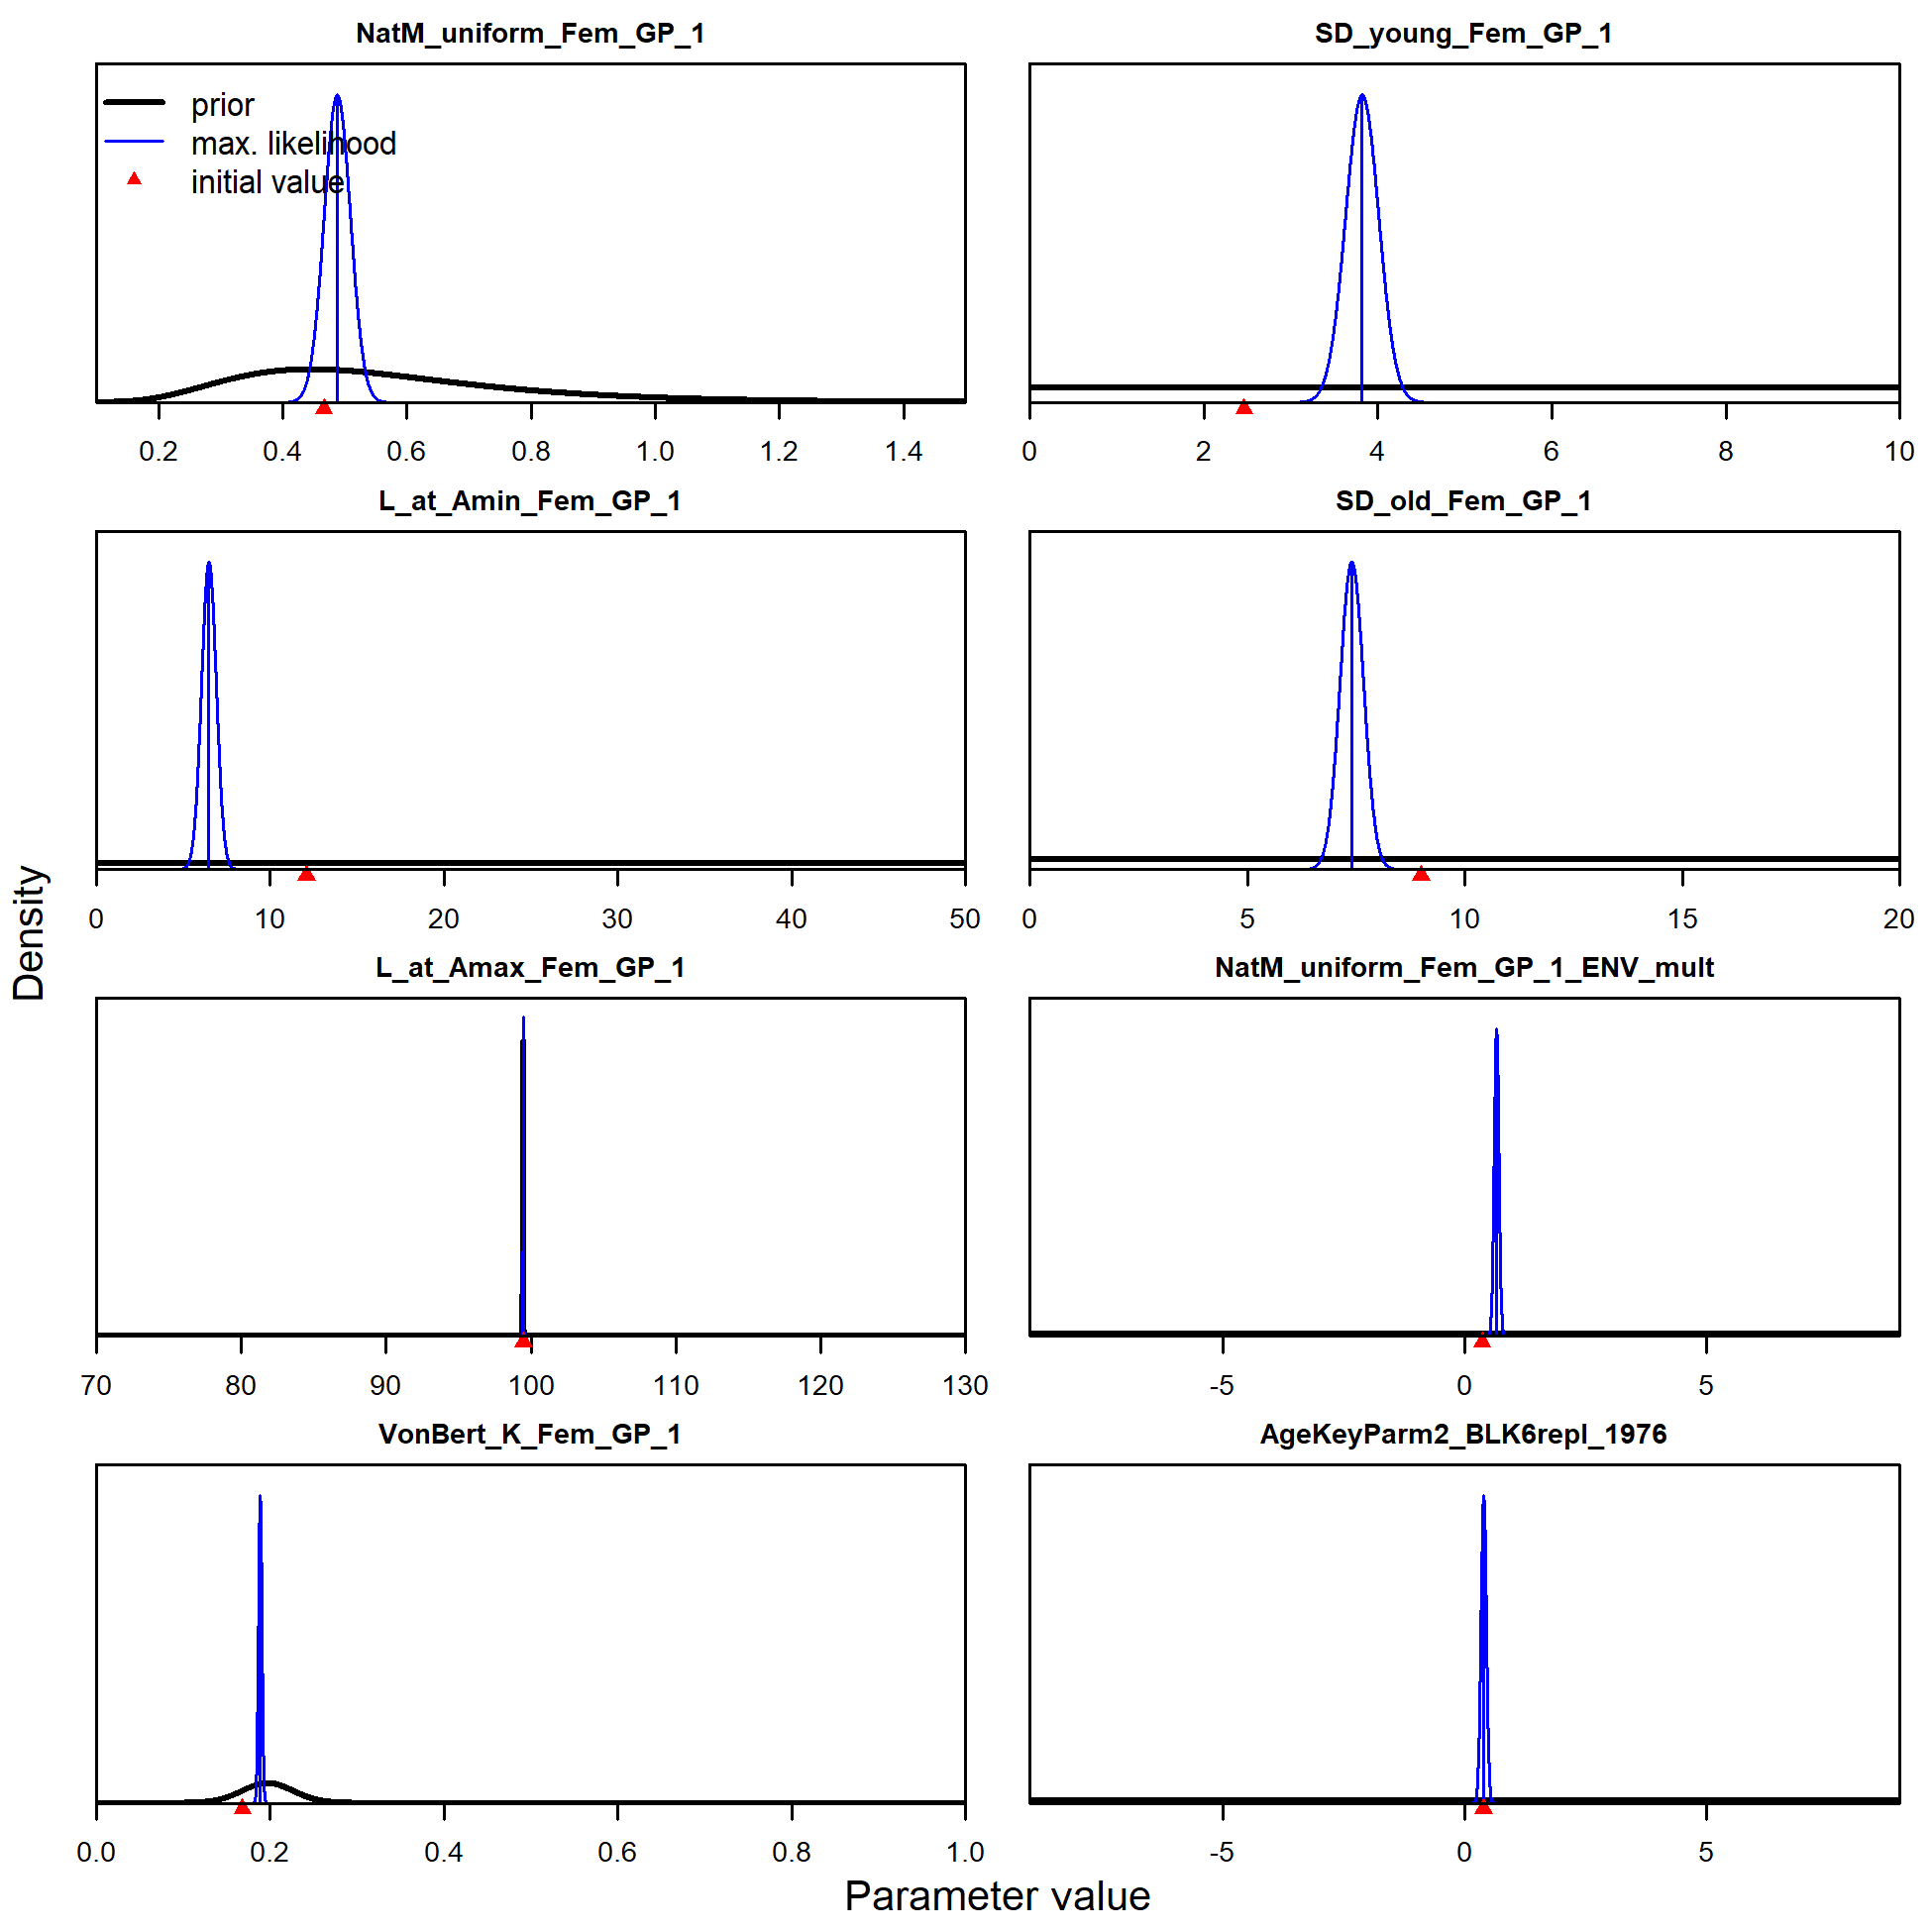 NatM_uniform_Fem_GP_1
prior
max. likelihood
initial value
0.2 0.4 0.6 0.8 1.0 1.2 1.4
SD_young_Fem_GP_1
0 2 4 6 8 10
L_at_Amin_Fem_GP_1
0 10 20 30 40 50
SD_old_Fem_GP_1
0 5 10 15 20
L_at_Amax_Fem_GP_1
70 80 90 100 110 120 130
NatM_uniform_Fem_GP_1_ENV_mult
-5 0 5
VonBert_K_Fem_GP_1
0.0 0.2 0.4 0.6 0.8 1.0
AgeKeyParm2_BLK6repl_1976
-5 0 5
Density
Parameter value